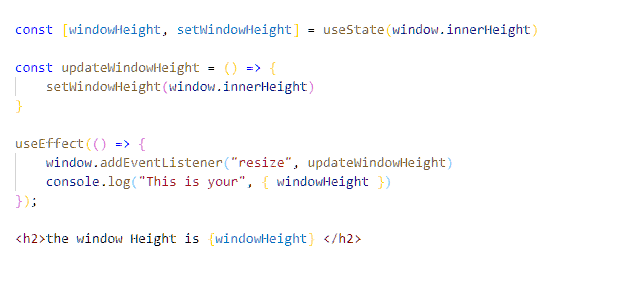 const [windowHeight, setWindowHeight] = useState(window.innerHeight)
const updateWindowHeight = () => {
setWindowHeight(window.innerHeight)
}
useEffect(() => {
window.addEventListener("resize", updateWindowHeight)
console.log("This is your", { windowHeight })
});
<h2>the window Height is {windowHeight} </h2>